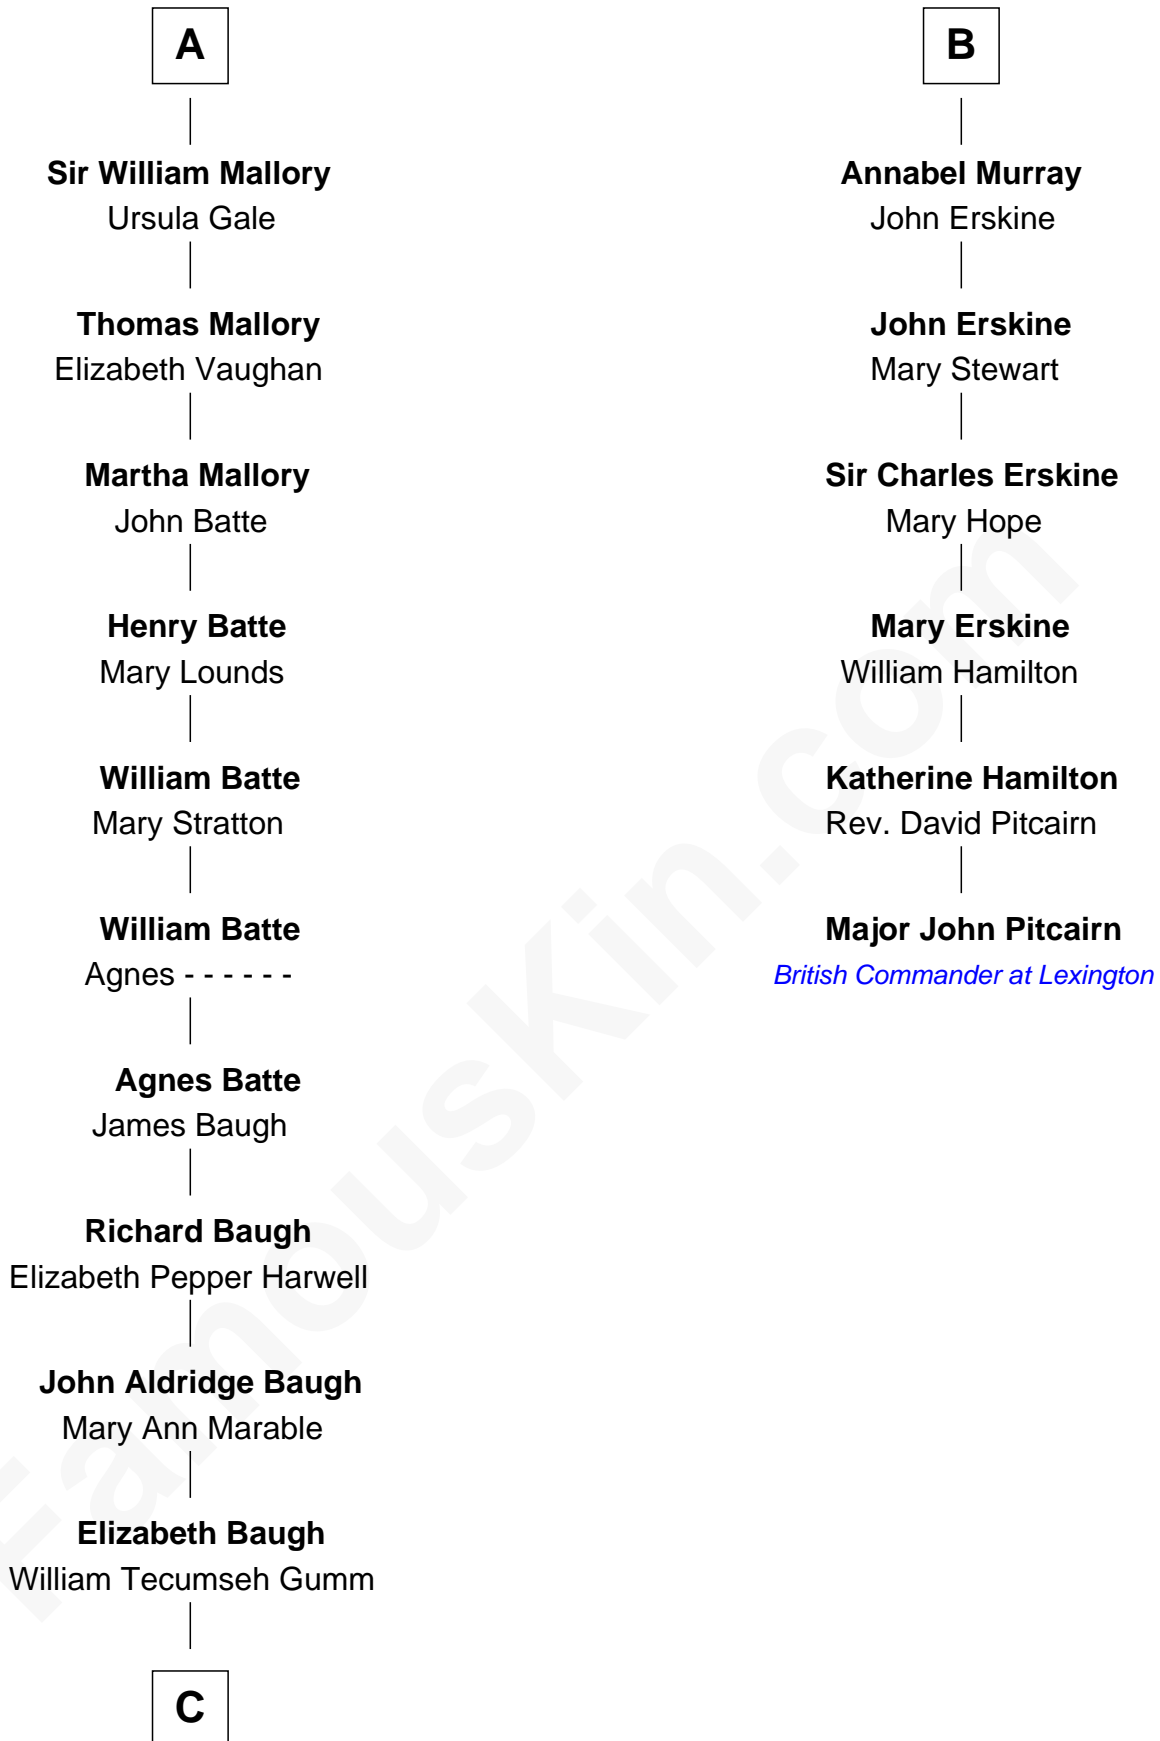 A
Sir William Mallory
Ursula Gale
Thomas Mallory
Elizabeth Vaughan
Martha Mallory
John Batte
Henry Batte
Mary Lounds
William Batte
Mary Stratton
William Batte
Agnes - - - - - -
Agnes Batte
James Baugh
Richard Baugh
Elizabeth Pepper Harwell
John Aldridge Baugh
Mary Ann Marable
Elizabeth Baugh
William Tecumseh Gumm
C
B
Annabel Murray
John Erskine
John Erskine
Mary Stewart
Sir Charles Erskine
Mary Hope
Mary Erskine
William Hamilton
Katherine Hamilton
Rev. David Pitcairn
Major John Pitcairn
British Commander at Lexington
FamousKin.com